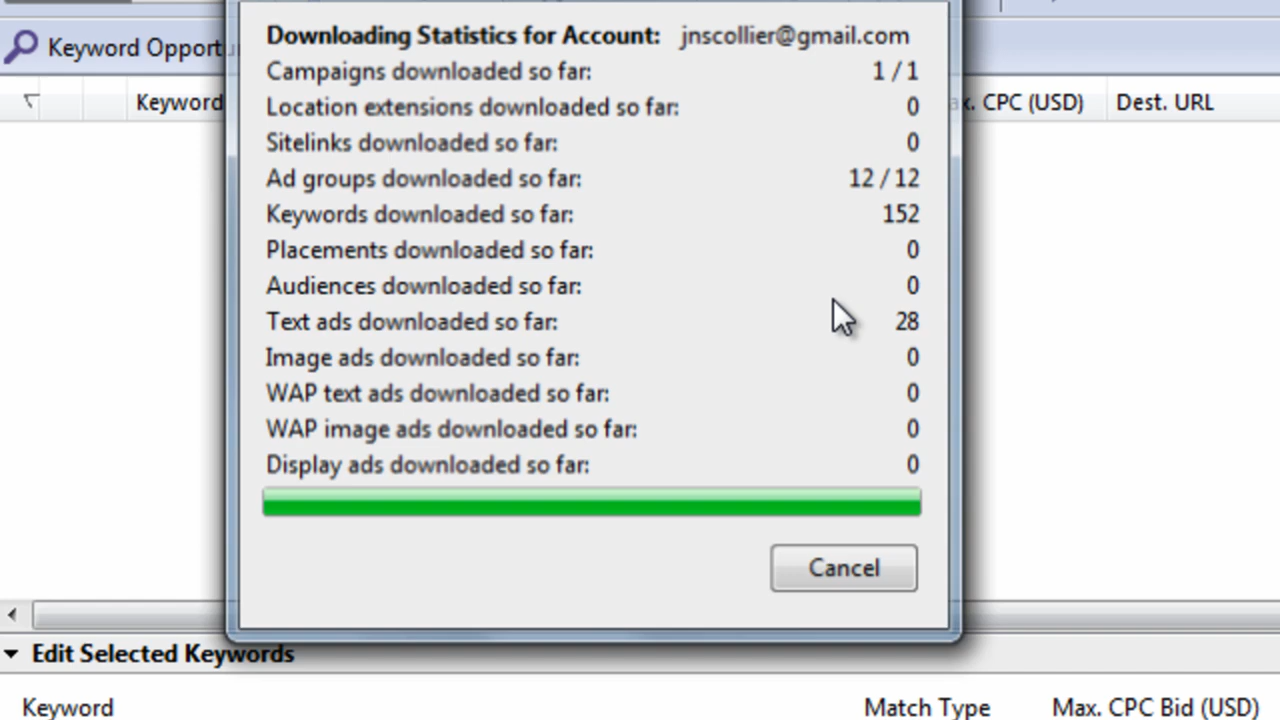 Downloading Statistics for Account: jnscollier@gmail.com
Keyword
Campaigns downloaded so far: 1 / 1
Keyword Location extensions downloaded so far: 0 CPC (USD) Dest. URL
Sitelinks downloaded so far: 0
Ad groups downloaded so far: 12 / 12
Keywords downloaded so far: 152
Placements downloaded so far: 0
Audiences downloaded so far: 0
Text ads downloaded so far: 28
Image ads downloaded so far: 0
WAP text ads downloaded so far: 0
WAP image ads downloaded so far: 0
Display ads downloaded so far: 0
Cancel
Edit Selected Keywords
Keyword Match Type Max. CPC Bid (USD)